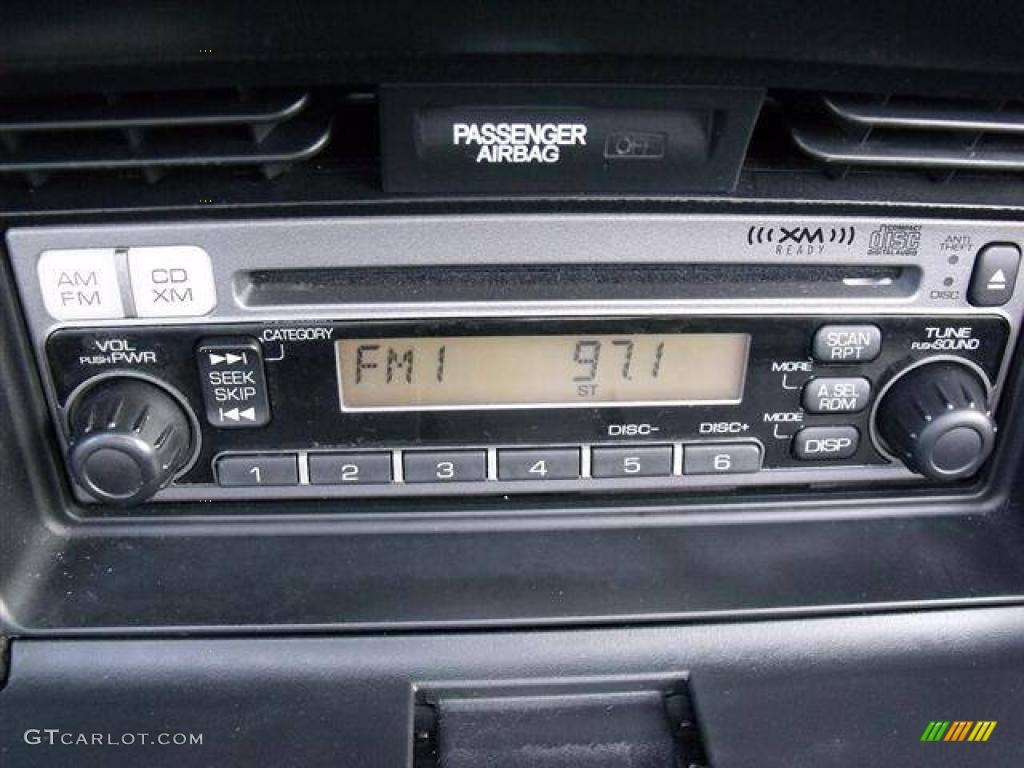 PASSENGER
AIRBAG
OFF
XM
READY
COMPACT
disc
DIGITAL AUDIO
ANTI
THEFT
DISC
AM
FM
CD
XM
VOL
PUSH PWR
CATEGORY
SEEK
SKIP
FM1 97.1
ST
SCAN
RPT
MORE
A.SEL
RDM
MODE
DISP
TUNE
PUSH SOUND
DISC- DISC+
1 2 3 4 5 6
GTCARLOT.COM